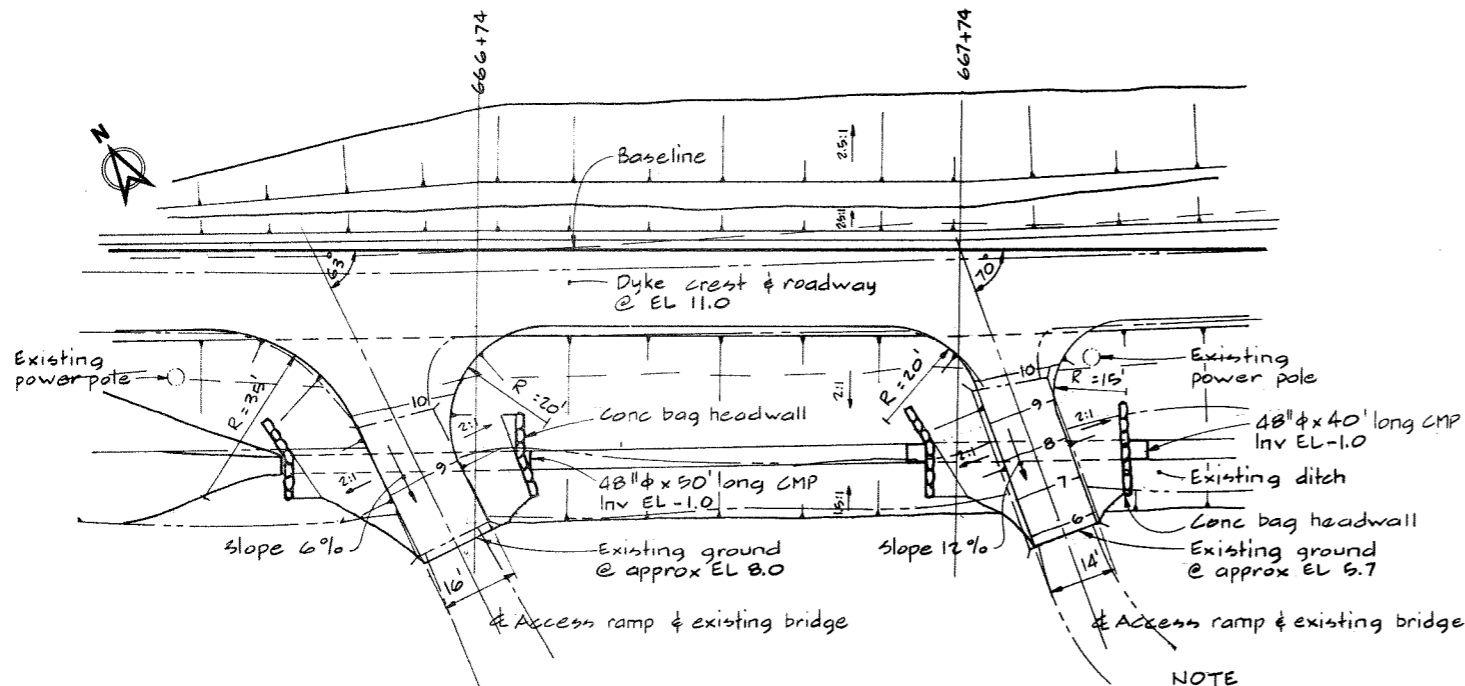 666+74
667+74
N
Baseline
2.5:1
2.5:1
63°
70°
Dyke crest & roadway
@ EL 11.0
Existing
power pole
R = 35'
10
R = 20'
2:1
Conc bag headwall
2:1
R = 20'
10
R = 15'
Existing
power pole
9
9
2:1
8
2:1
48"φ x 40' long CMP
Inv EL-1.0
2:1
48"φ x 50' long CMP
Inv EL-1.0
1.5:1
7
Existing ditch
6
Conc bag headwall
Slope 6%
Existing ground
@ approx EL 8.0
Slope 12%
Existing ground
@ approx EL 5.7
16'
14'
℄ Access ramp & existing bridge
℄ Access ramp & existing bridge
NOTE